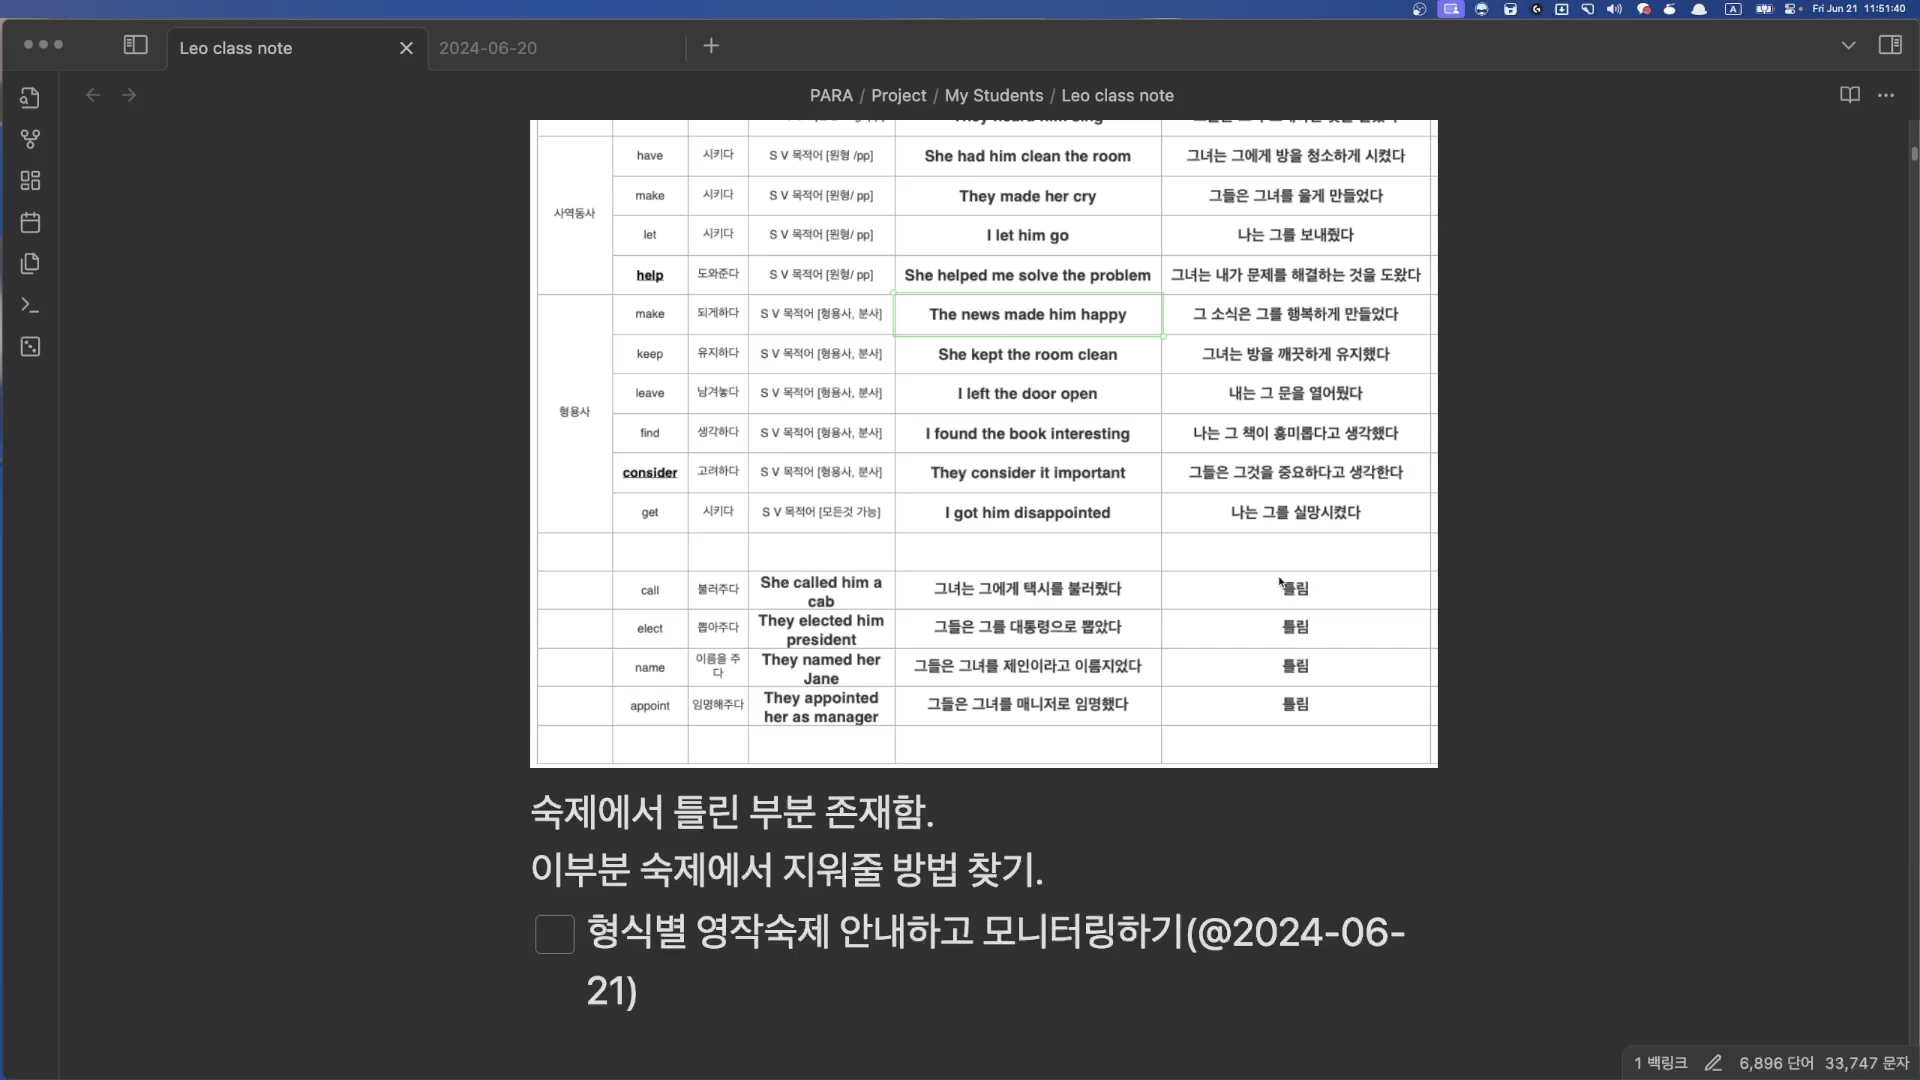 Fri Jun 21 11:51:40
Leo class note
2024-06-20
PARA / Project / My Students / Leo class note
have 시키다 S V 목적어 [원형 /pp] She had him clean the room 그녀는 그에게 방을 청소하게 시켰다
make 시키다 S V 목적어 [원형/ pp] They made her cry 그들은 그녀를 울게 만들었다
사역동사
let 시키다 S V 목적어 [원형/ pp] I let him go 나는 그를 보내줬다
help 도와준다 S V 목적어 [원형/ pp] She helped me solve the problem 그녀는 내가 문제를 해결하는 것을 도왔다
make 되게하다 S V 목적어 [형용사, 분사] The news made him happy 그 소식은 그를 행복하게 만들었다
keep 유지하다 S V 목적어 [형용사, 분사] She kept the room clean 그녀는 방을 깨끗하게 유지했다
leave 남겨놓다 S V 목적어 [형용사, 분사] I left the door open 내는 그 문을 열어뒀다
형용사
find 생각하다 S V 목적어 [형용사, 분사] I found the book interesting 나는 그 책이 흥미롭다고 생각했다
consider 고려하다 S V 목적어 [형용사, 분사] They consider it important 그들은 그것을 중요하다고 생각한다
get 시키다 S V 목적어 [모든것 가능] I got him disappointed 나는 그를 실망시켰다
call 불러주다 She called him a cab 그녀는 그에게 택시를 불러줬다 틀림
elect 뽑아주다 They elected him president 그들은 그를 대통령으로 뽑았다 틀림
name 이름을 주다 They named her Jane 그들은 그녀를 제인이라고 이름지었다 틀림
appoint 임명해주다 They appointed her as manager 그들은 그녀를 매니저로 임명했다 틀림
숙제에서 틀린 부분 존재함.
이부분 숙제에서 지워줄 방법 찾기.
형식별 영작숙제 안내하고 모니터링하기(@2024-06-
21)
1 백링크 6,896 단어 33,747 문자